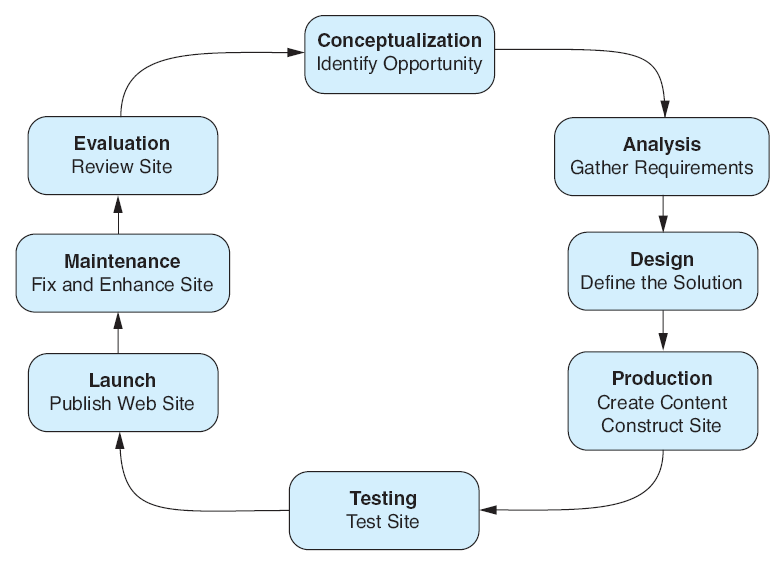 Conceptualization
Identify Opportunity
Analysis
Gather Requirements
Design
Define the Solution
Production
Create Content
Construct Site
Testing
Test Site
Launch
Publish Web Site
Maintenance
Fix and Enhance Site
Evaluation
Review Site